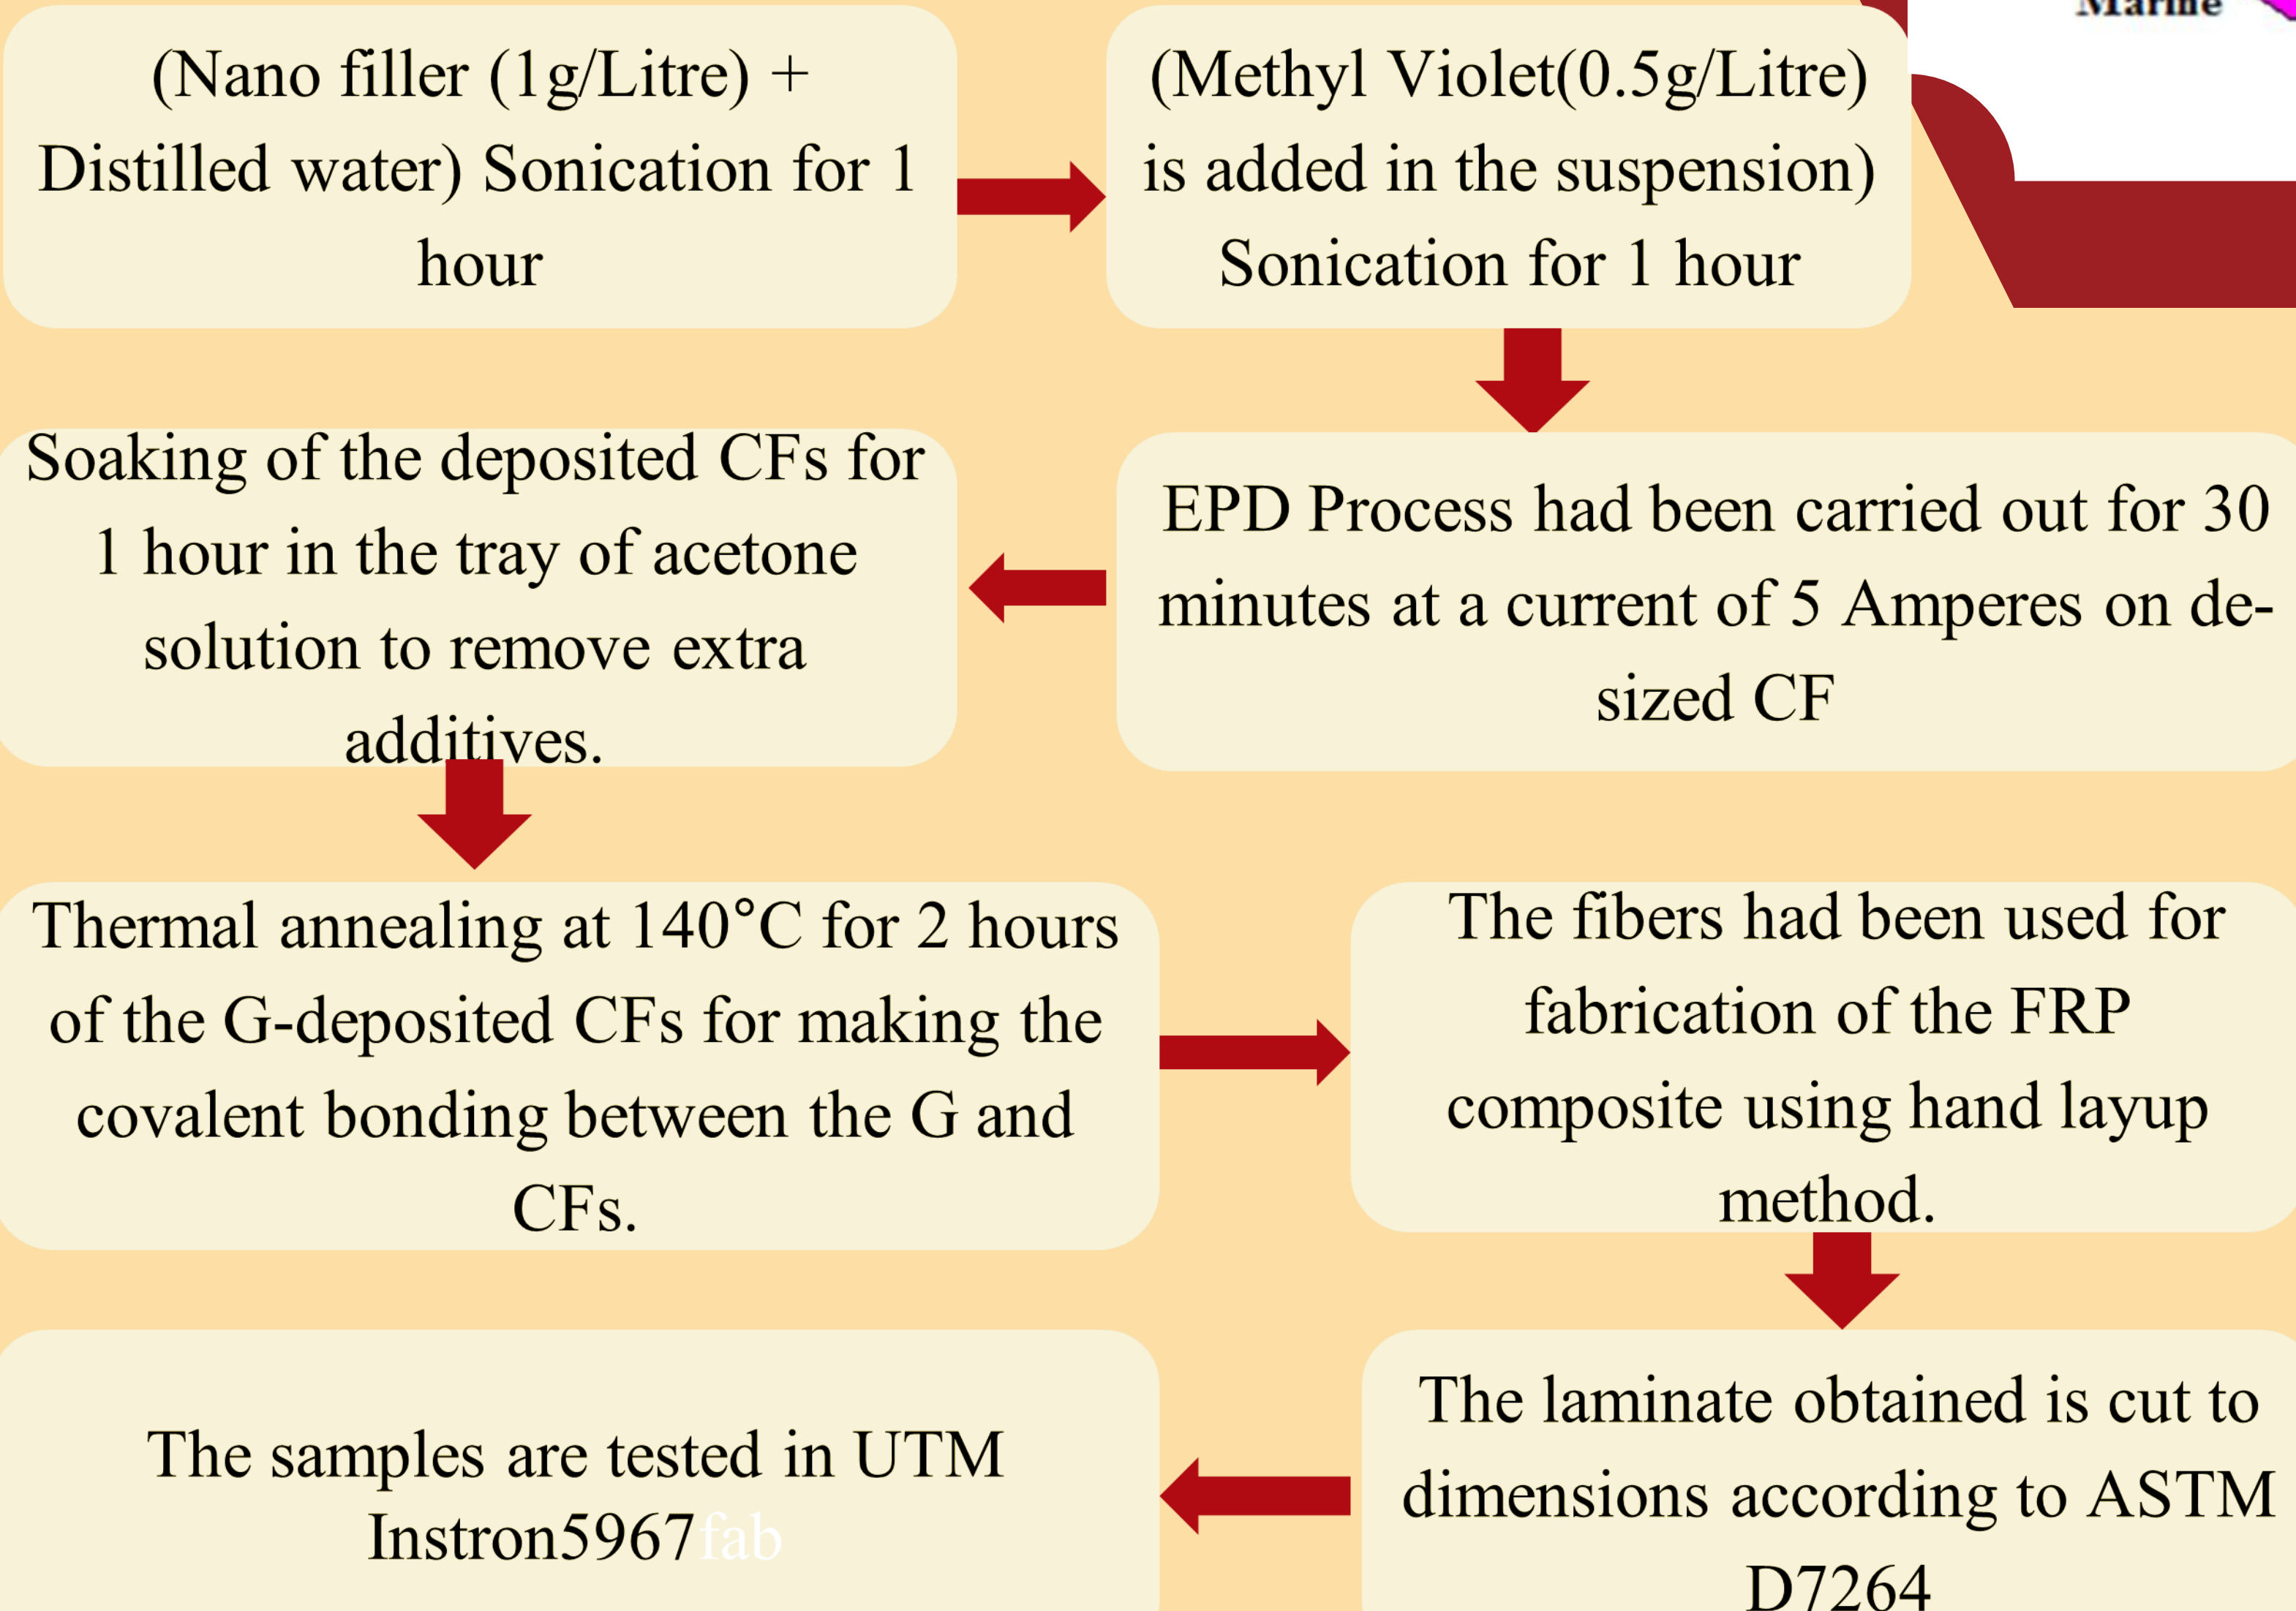 Marine
(Nano filler (1g/Litre) +
Distilled water) Sonication for 1
hour
(Methyl Violet(0.5g/Litre)
is added in the suspension)
Sonication for 1 hour
EPD Process had been carried out for 30
minutes at a current of 5 Amperes on de-
sized CF
Soaking of the deposited CFs for
1 hour in the tray of acetone
solution to remove extra
additives.
Thermal annealing at 140°C for 2 hours
of the G-deposited CFs for making the
covalent bonding between the G and
CFs.
The fibers had been used for
fabrication of the FRP
composite using hand layup
method.
The laminate obtained is cut to
dimensions according to ASTM
D7264
The samples are tested in UTM
Instron5967fab